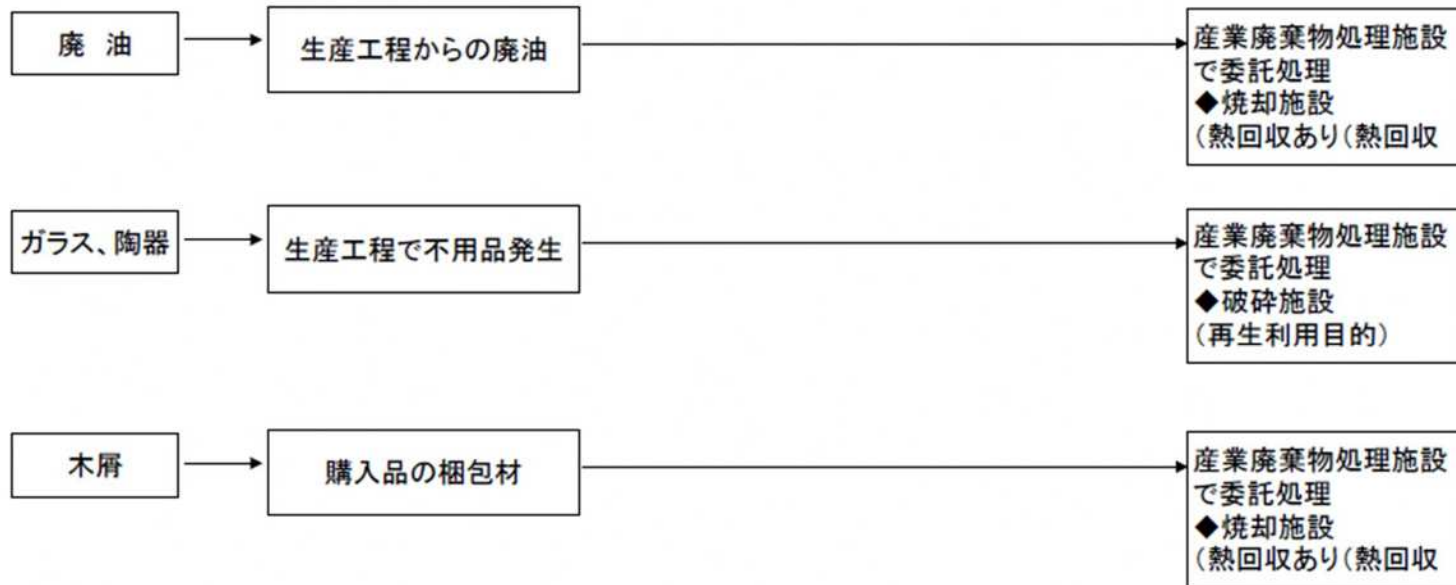 廃　油
生産工程からの廃油
産業廃棄物処理施設
で委託処理
◆焼却施設
(熱回収あり(熱回収
ガラス、陶器
生産工程で不用品発生
産業廃棄物処理施設
で委託処理
◆破砕施設
(再生利用目的)
木屑
購入品の梱包材
産業廃棄物処理施設
で委託処理
◆焼却施設
(熱回収あり(熱回収